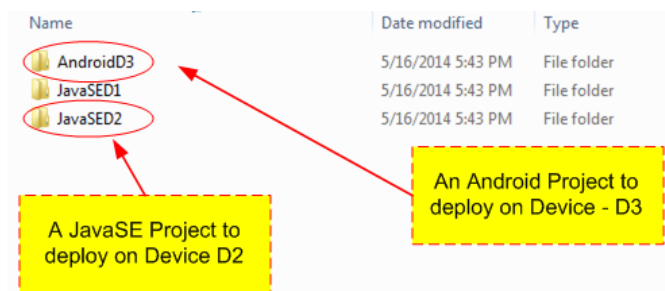 Name Date modified Type
AndroidD3 5/16/2014 5:43 PM File folder
JavaSED1 5/16/2014 5:43 PM File folder
JavaSED2 5/16/2014 5:43 PM File folder
An Android Project to
deploy on Device - D3
A JavaSE Project to
deploy on Device D2